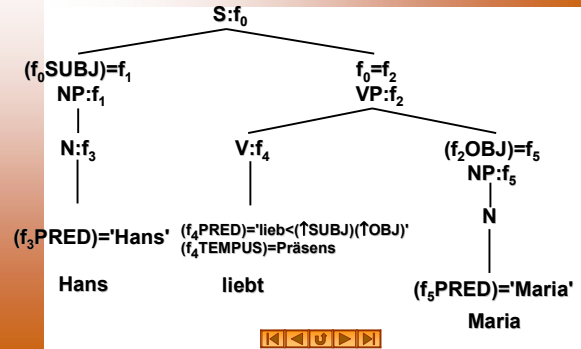 S:f₀
(f₀SUBJ)=f₁
f₀=f₂
NP:f₁
VP:f₂
N:f₃
V:f₄
(f₂OBJ)=f₅
NP:f₅
N
(f₃PRED)='Hans'
(f₄PRED)='lieb<(↑SUBJ)(↑OBJ)'
(f₄TEMPUS)=Präsens
Hans
liebt
(f₅PRED)='Maria'
Maria